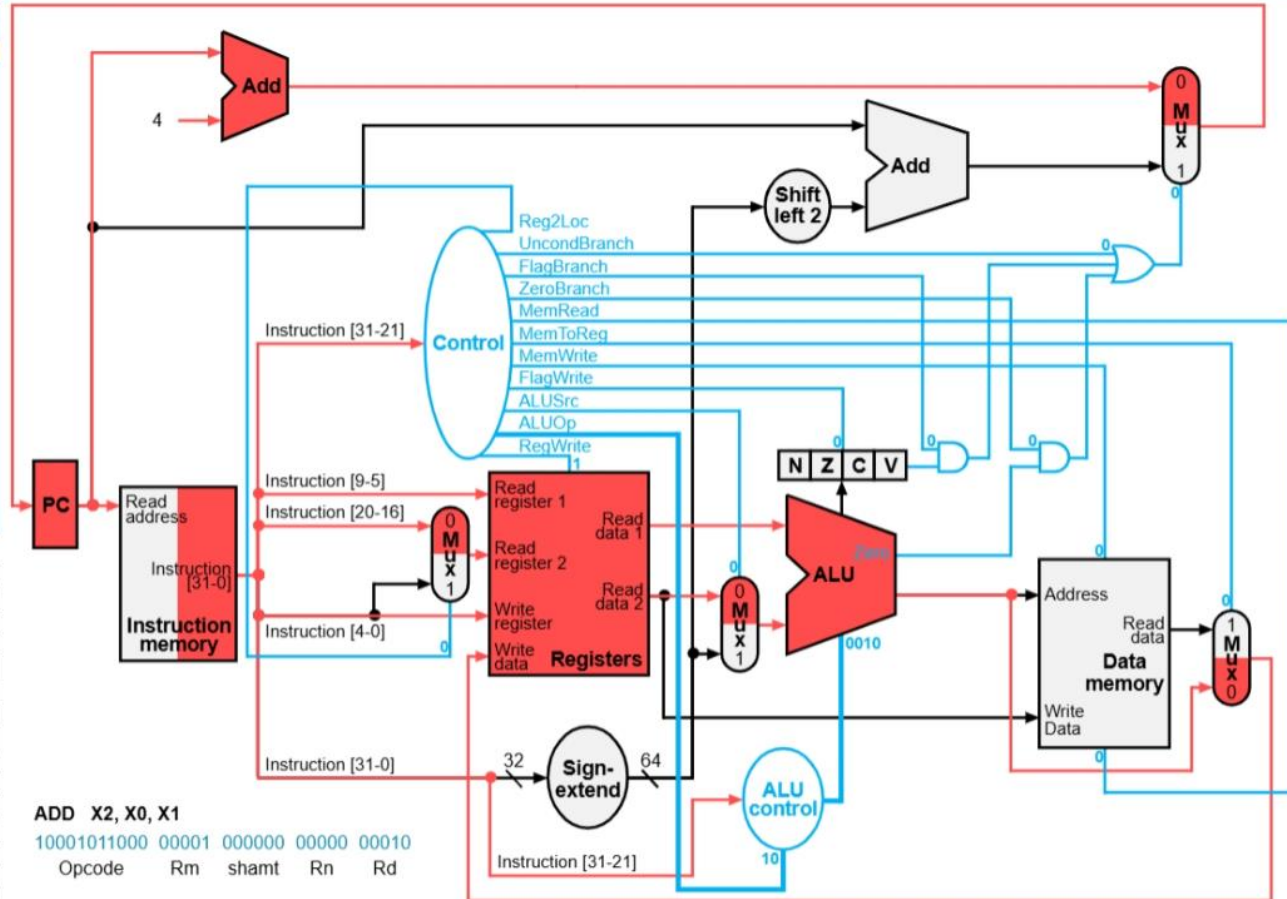 Add
4
0
Mux
1
0
Add
Shift
left 2
Reg2Loc
UncondBranch
0
FlagBranch
ZeroBranch
MemRead
MemToReg
MemWrite
FlagWrite
ALUSrc
ALUOp
RegWrite
1
Control
Instruction [31-21]
0
0
0
N Z C V
PC
Read
address
Instruction
[31-0]
Instruction
memory
Instruction [9-5]
Instruction [20-16]
Instruction [4-0]
0
Mux
1
0
Read
register 1
Read
register 2
Write
register
Write
data
Read
data 1
Read
data 2
Registers
0
0
Mux
1
Zero
ALU
0010
0
Address
Read
data
Data
memory
Write
Data
0
0
1
Mux
0
Instruction [31-0]
32
Sign-
extend
64
ALU
control
10
Instruction [31-21]
ADD X2, X0, X1
10001011000 00001 000000 00000 00010
Opcode Rm shamt Rn Rd